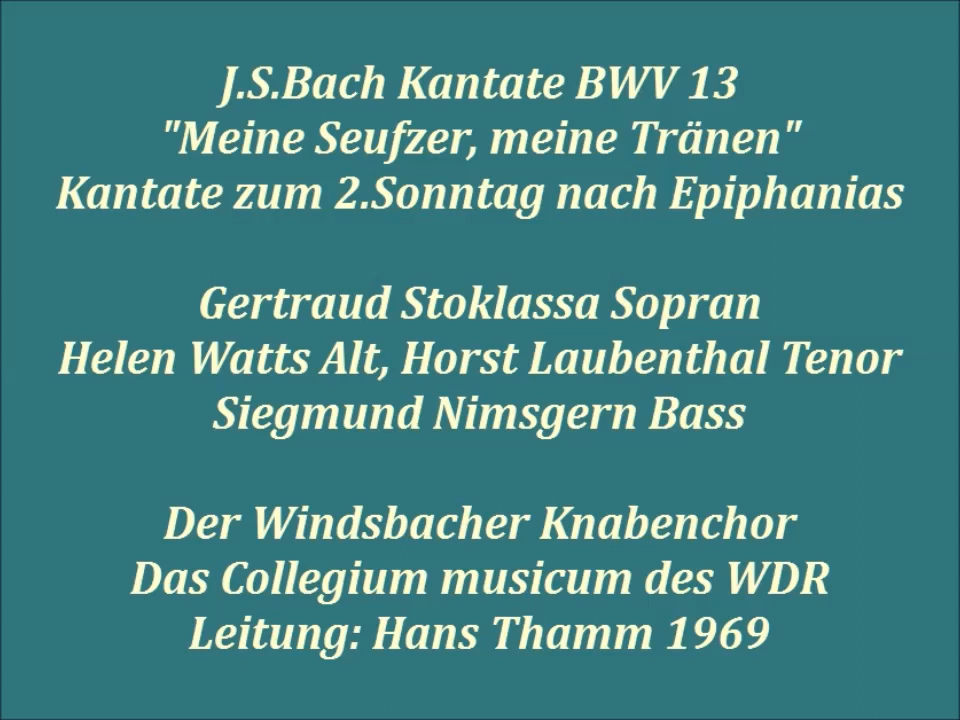 J.S.Bach Kantate BWV 13
"Meine Seufzer, meine Tränen"
Kantate zum 2.Sonntag nach Epiphanias
Gertraud Stoklassa Sopran
Helen Watts Alt, Horst Laubenthal Tenor
Siegmund Nimsgern Bass
Der Windsbacher Knabenchor
Das Collegium musicum des WDR
Leitung: Hans Thamm 1969